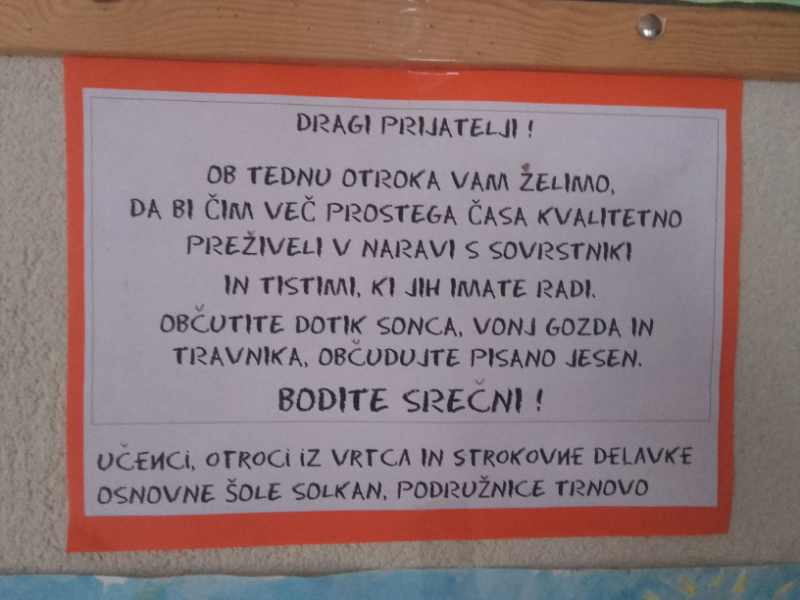 DRAGI PRIJATELJI !
OB TEDNU OTROKA VAM ŽELIMO,
DA BI ČIM VEČ PROSTEGA ČASA KVALITETNO
PREŽIVELI V NARAVI S SOVRSTNIKI
IN TISTIMI, KI JIH IMATE RADI.
OBČUTITE DOTIK SONCA, VONJ GOZDA IN
TRAVNIKA, OBČUDUJTE PISANO JESEN.
BODITE SREČNI !
UČENCI, OTROCI IZ VRTCA IN STROKOVNE DELAVKE
OSNOVNE ŠOLE SOLKAN, PODRUŽNICE TRNOVO